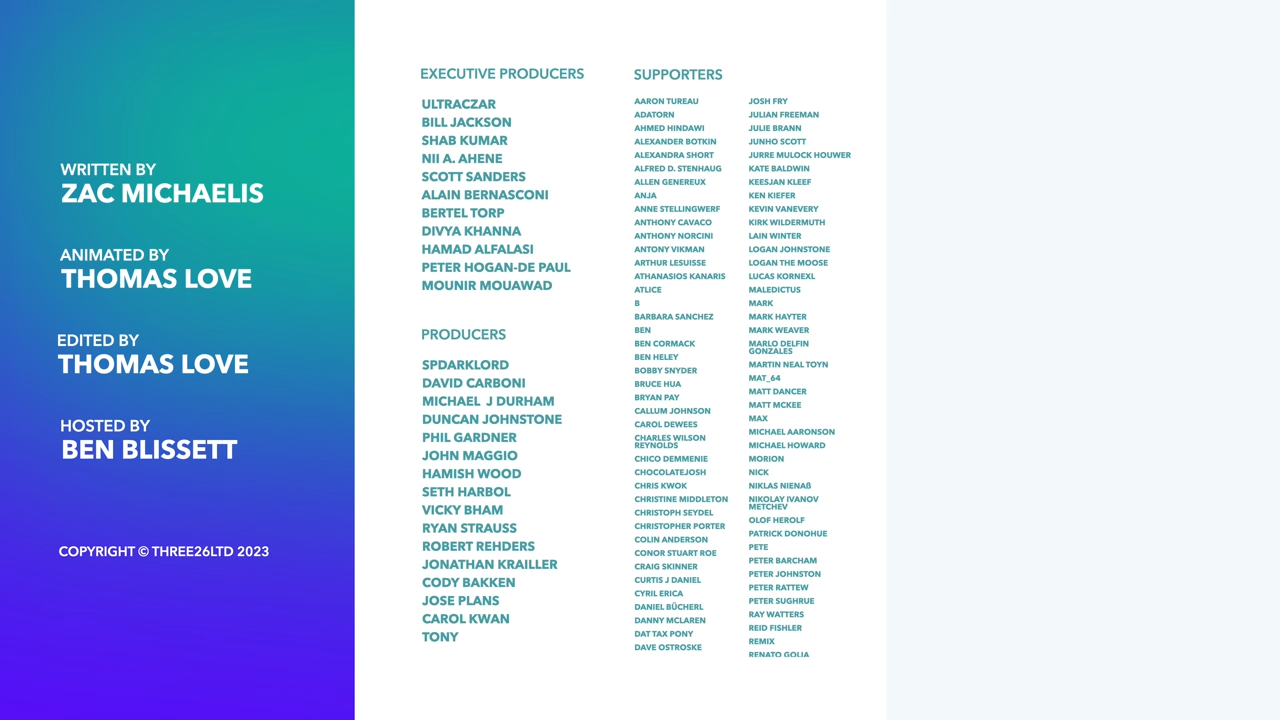 WRITTEN BY
ZAC MICHAELIS
ANIMATED BY
THOMAS LOVE
EDITED BY
THOMAS LOVE
HOSTED BY
BEN BLISSETT
COPYRIGHT © THREE26LTD 2023
EXECUTIVE PRODUCERS
ULTRACZAR
BILL JACKSON
SHAB KUMAR
NII A. AHENE
SCOTT SANDERS
ALAIN BERNASCONI
BERTEL TORP
DIVYA KHANNA
HAMAD ALFALASI
PETER HOGAN-DE PAUL
MOUNIR MOUAWAD
PRODUCERS
SPDARKLORD
DAVID CARBONI
MICHAEL  J DURHAM
DUNCAN JOHNSTONE
PHIL GARDNER
JOHN MAGGIO
HAMISH WOOD
SETH HARBOL
VICKY BHAM
RYAN STRAUSS
ROBERT REHDERS
JONATHAN KRAILLER
CODY BAKKEN
JOSE PLANS
CAROL KWAN
TONY
SUPPORTERS
AARON TUREAU
ADATORN
AHMED HINDAWI
ALEXANDER BOTKIN
ALEXANDRA SHORT
ALFRED D. STENHAUG
ALLEN GENEREUX
ANJA
ANNE STELLINGWERF
ANTHONY CAVACO
ANTHONY NORCINI
ANTONY VIKMAN
ARTHUR LESUISSE
ATHANASIOS KANARIS
ATLICE
B
BARBARA SANCHEZ
BEN
BEN CORMACK
BEN HELEY
BOBBY SNYDER
BRUCE HUA
BRYAN PAY
CALLUM JOHNSON
CAROL DEWEES
CHARLES WILSON
REYNOLDS
CHICO DEMMENIE
CHOCOLATEJOSH
CHRIS KWOK
CHRISTINE MIDDLETON
CHRISTOPH SEYDEL
CHRISTOPHER PORTER
COLIN ANDERSON
CONOR STUART ROE
CRAIG SKINNER
CURTIS J DANIEL
CYRIL ERICA
DANIEL BÜCHERL
DANNY MCLAREN
DAT TAX PONY
DAVE OSTROSKE
JOSH FRY
JULIAN FREEMAN
JULIE BRANN
JUNHO SCOTT
JURRE MULOCK HOUWER
KATE BALDWIN
KEESJAN KLEEF
KEN KIEFER
KEVIN VANEVERY
KIRK WILDERMUTH
LAIN WINTER
LOGAN JOHNSTONE
LOGAN THE MOOSE
LUCAS KORNEXL
MALEDICTUS
MARK
MARK HAYTER
MARK WEAVER
MARLO DELFIN
GONZALES
MARTIN NEAL TOYN
MAT_64
MATT DANCER
MATT MCKEE
MAX
MICHAEL AARONSON
MICHAEL HOWARD
MORION
NICK
NIKLAS NIENAß
NIKOLAY IVANOV
METCHEV
OLOF HEROLF
PATRICK DONOHUE
PETE
PETER BARCHAM
PETER JOHNSTON
PETER RATTEW
PETER SUGHRUE
RAY WATTERS
REID FISHLER
REMIX
RENATO GOLIA